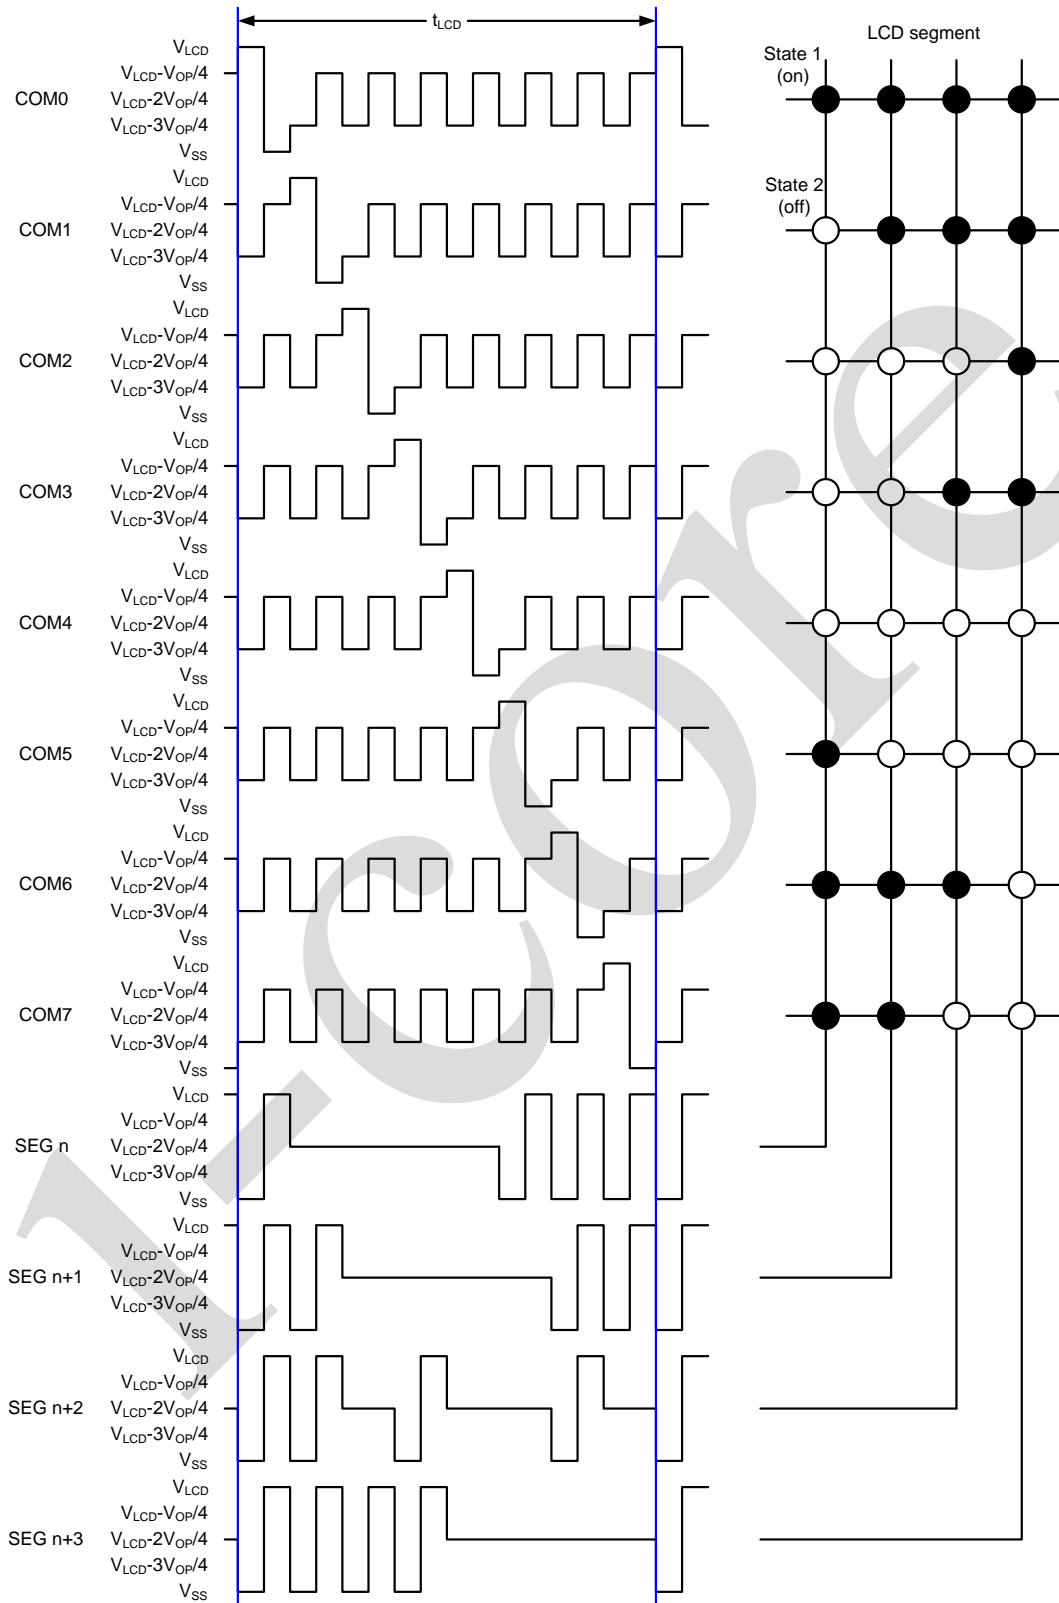 tLCD
LCD segment
State 1
(on)
State 2
(off)
COM0
VLCD
VLCD-VOP/4
VLCD-2VOP/4
VLCD-3VOP/4
VSS
COM1
VLCD
VLCD-VOP/4
VLCD-2VOP/4
VLCD-3VOP/4
VSS
COM2
VLCD
VLCD-VOP/4
VLCD-2VOP/4
VLCD-3VOP/4
VSS
COM3
VLCD
VLCD-VOP/4
VLCD-2VOP/4
VLCD-3VOP/4
VSS
COM4
VLCD
VLCD-VOP/4
VLCD-2VOP/4
VLCD-3VOP/4
VSS
COM5
VLCD
VLCD-VOP/4
VLCD-2VOP/4
VLCD-3VOP/4
VSS
COM6
VLCD
VLCD-VOP/4
VLCD-2VOP/4
VLCD-3VOP/4
VSS
COM7
VLCD
VLCD-VOP/4
VLCD-2VOP/4
VLCD-3VOP/4
VSS
SEG n
VLCD
VLCD-VOP/4
VLCD-2VOP/4
VLCD-3VOP/4
VSS
SEG n+1
VLCD
VLCD-VOP/4
VLCD-2VOP/4
VLCD-3VOP/4
VSS
SEG n+2
VLCD
VLCD-VOP/4
VLCD-2VOP/4
VLCD-3VOP/4
VSS
SEG n+3
VLCD
VLCD-VOP/4
VLCD-2VOP/4
VLCD-3VOP/4
VSS
i-core